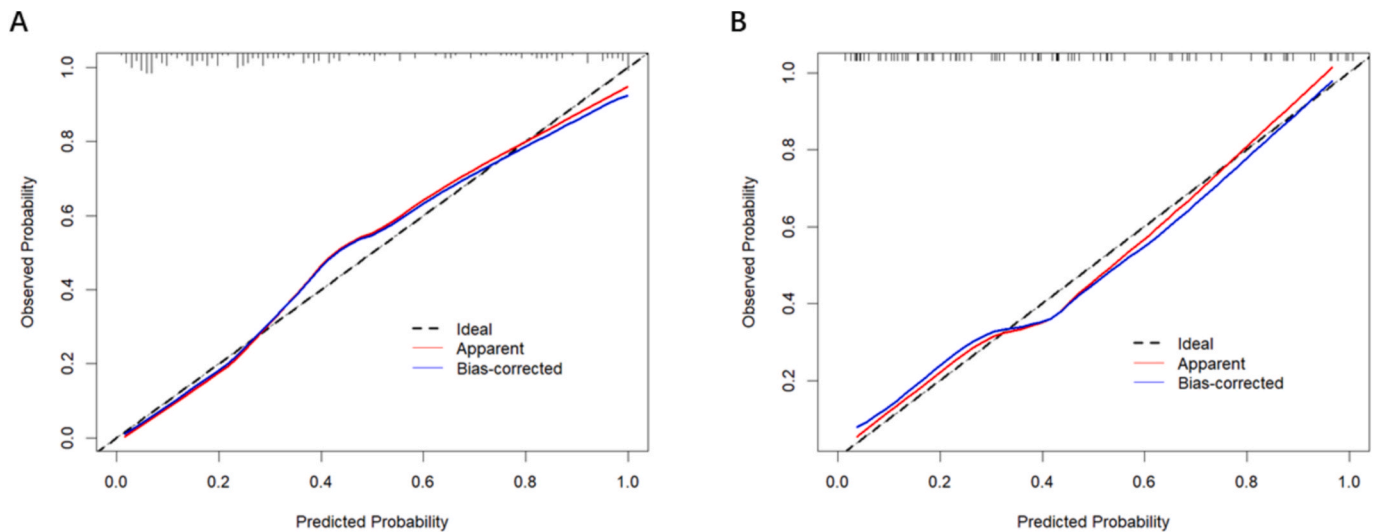 A
Observed Probability
1.0
0.8
0.6
0.4
0.2
0.0
Ideal
Apparent
Bias-corrected
0.0 0.2 0.4 0.6 0.8 1.0
Predicted Probability
B
Observed Probability
1.0
0.8
0.6
0.4
0.2
Ideal
Apparent
Bias-corrected
0.0 0.2 0.4 0.6 0.8 1.0
Predicted Probability